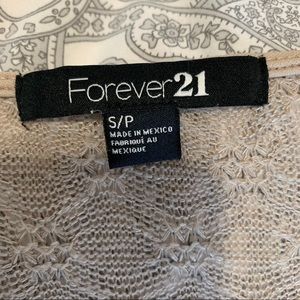 Forever21
S/P
MADE IN MEXICO
FABRIQUÉ AU
MEXIQUE